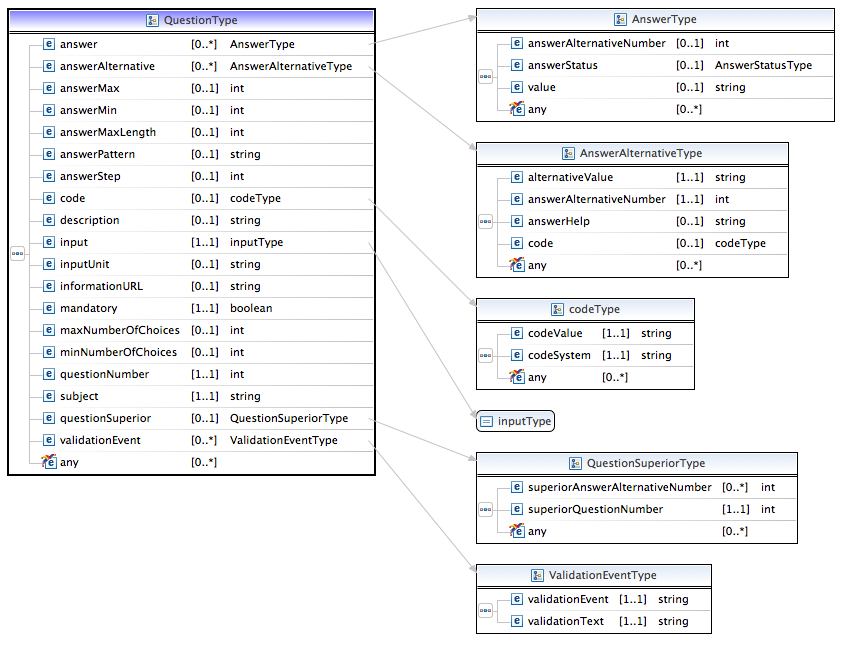 QuestionType
answer [0..*] AnswerType
answerAlternative [0..*] AnswerAlternativeType
answerMax [0..1] int
answerMin [0..1] int
answerMaxLength [0..1] int
answerPattern [0..1] string
answerStep [0..1] int
code [0..1] codeType
description [0..1] string
input [1..1] inputType
inputUnit [0..1] string
informationURL [0..1] string
mandatory [1..1] boolean
maxNumberOfChoices [0..1] int
minNumberOfChoices [0..1] int
questionNumber [1..1] int
subject [1..1] string
questionSuperior [0..1] QuestionSuperiorType
validationEvent [0..*] ValidationEventType
any [0..*]
AnswerType
answerAlternativeNumber [0..1] int
answerStatus [0..1] AnswerStatusType
value [0..1] string
any [0..*]
AnswerAlternativeType
alternativeValue [1..1] string
answerAlternativeNumber [1..1] int
answerHelp [0..1] string
code [0..1] codeType
any [0..*]
codeType
codeValue [1..1] string
codeSystem [1..1] string
any [0..*]
inputType
QuestionSuperiorType
superiorAnswerAlternativeNumber [0..*] int
superiorQuestionNumber [1..1] int
any [0..*]
ValidationEventType
validationEvent [1..1] string
validationText [1..1] string